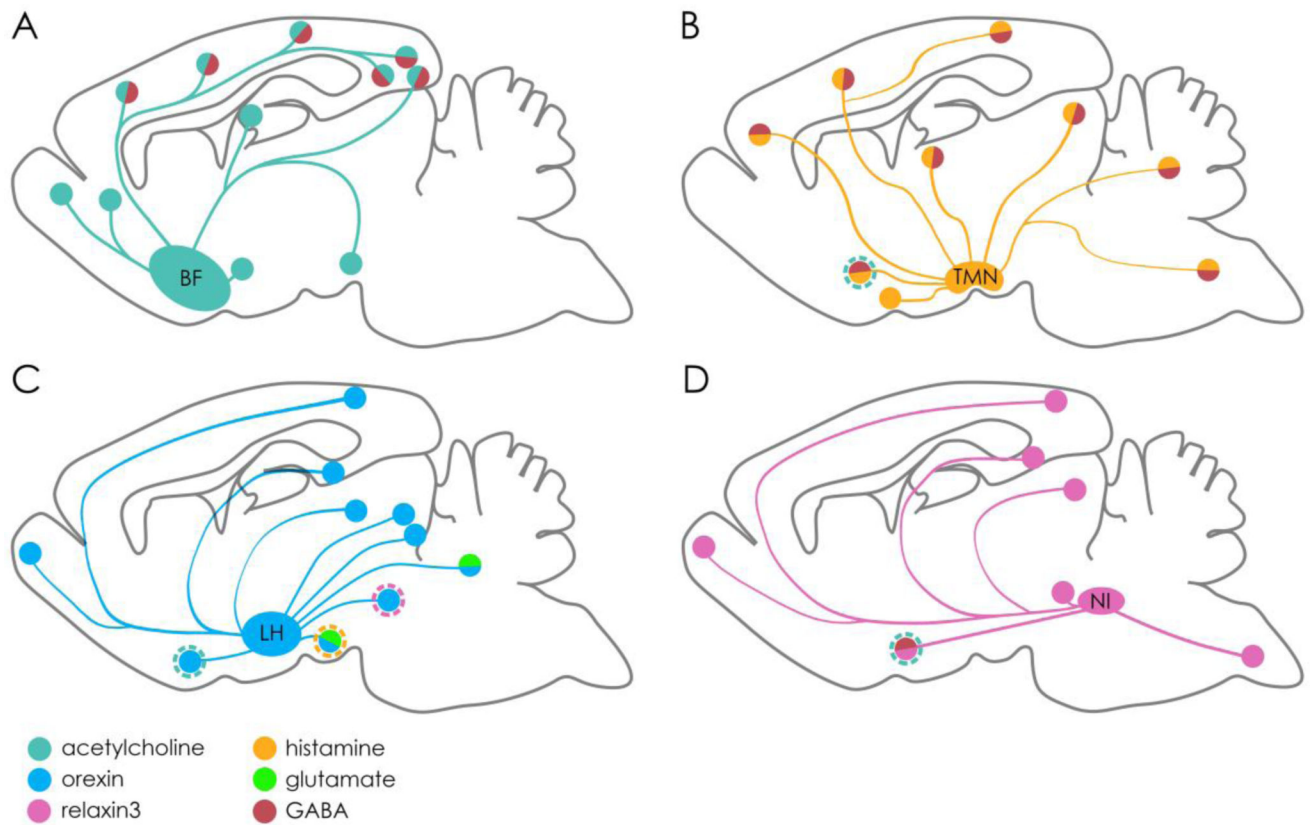 A
B
BF
TMN
C
D
LH
NI
acetylcholine
histamine
orexin
glutamate
relaxin3
GABA